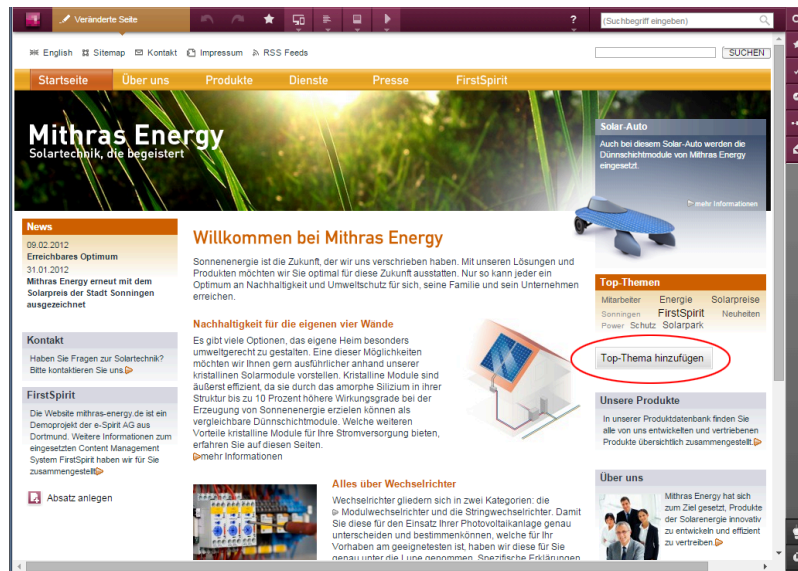 Veränderte Seite
?
(Suchbegriff eingeben)
English Sitemap Kontakt Impressum RSS Feeds
SUCHEN
Startseite Über uns Produkte Dienste Presse FirstSpirit
Mithras Energy
Solartechnik, die begeistert
Solar-Auto
Auch bei diesem Solar-Auto werden die
Dünnschichtmodule von Mithras Energy
eingesetzt.
mehr Informationen
News
09.02.2012
Erreichbares Optimum
31.01.2012
Mithras Energy erneut mit dem
Solarpreis der Stadt Sonningen
ausgezeichnet
Kontakt
Haben Sie Fragen zur Solartechnik?
Bitte kontaktieren Sie uns.
FirstSpirit
Die Website mithras-energy.de ist ein
Demoprojekt der e-Spirit AG aus
Dortmund. Weitere Informationen zum
eingesetzten Content Management
System FirstSpirit haben wir für Sie
zusammengestellt
Absatz anlegen
Willkommen bei Mithras Energy
Sonnenenergie ist die Zukunft, der wir uns verschrieben haben. Mit unseren Lösungen und
Produkten möchten wir Sie optimal für diese Zukunft ausstatten. Nur so kann jeder ein
Optimum an Nachhaltigkeit und Umweltschutz für sich, seine Familie und sein Unternehmen
erreichen.
Nachhaltigkeit für die eigenen vier Wände
Es gibt viele Optionen, das eigene Heim besonders
umweltgerecht zu gestalten. Eine dieser Möglichkeiten
möchten wir Ihnen gern ausführlicher anhand unserer
kristallinen Solarmodule vorstellen. Kristalline Module sind
äußerst effizient, da sie durch das amorphe Silizium in ihrer
Struktur bis zu 10 Prozent höhere Wirkungsgrade bei der
Erzeugung von Sonnenenergie erzielen können als
vergleichbare Dünnschichtmodule. Welche weiteren
Vorteile kristalline Module für Ihre Stromversorgung bieten,
erfahren Sie auf diesen Seiten.
mehr Informationen
Alles über Wechselrichter
Wechselrichter gliedern sich in zwei Kategorien: die
Modulwechselrichter und die Stringwechselrichter. Damit
Sie diese für den Einsatz Ihrer Photovoltaikanlage genau
unterscheiden und bestimmenkönnen, welche für Ihr
Vorhaben am geeignetesten ist, haben wir diese für Sie
genau unter die Lupe genommen. Spezifische Erklärungen
Top-Themen
Mitarbeiter Energie Solarpreise
Sonningen FirstSpirit Neuheiten
Power Schutz Solarpark
Top-Thema hinzufügen
Unsere Produkte
In unserer Produktdatenbank finden Sie
alle von uns entwickelten und vertriebenen
Produkte übersichtlich zusammengestellt.
Über uns
Mithras Energy hat sich
zum Ziel gesetzt, Produkte
der Solarenergie innovativ
zu entwickeln und effizient
zu vertreiben.